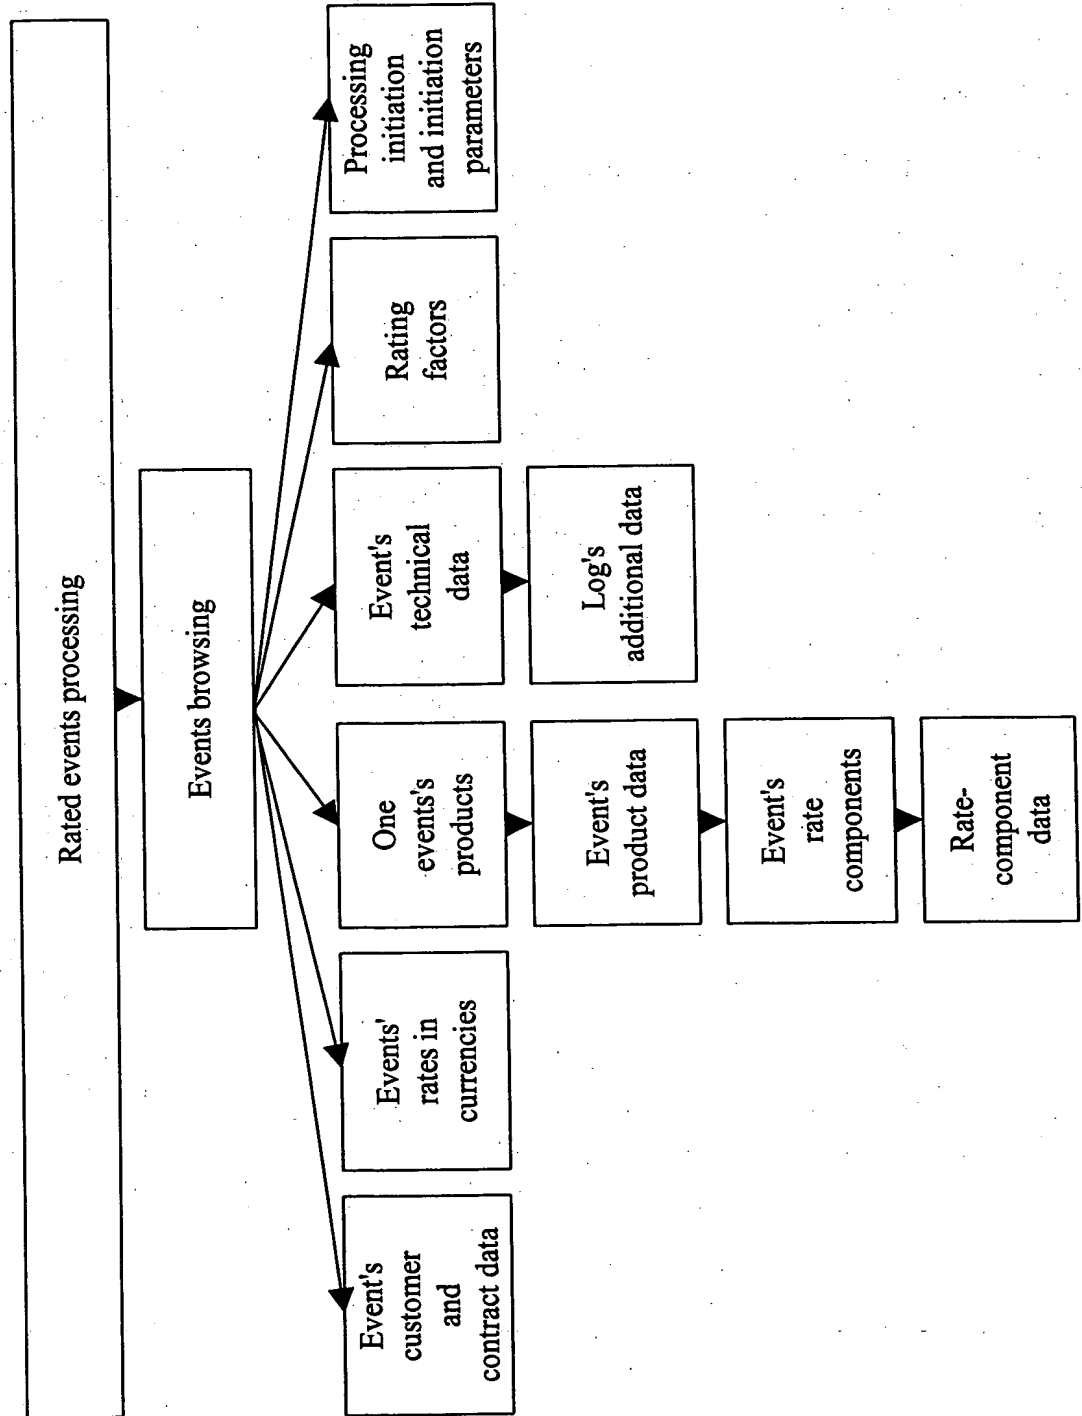 Rated events processing
Events browsing
Event's
customer
and
contract data
Events'
rates in
currencies
One
events's
products
Event's
technical
data
Rating
factors
Processing
initiation
and initiation
parameters
Event's
product data
Log's
additional data
Event's
rate
components
Rate-
component
data